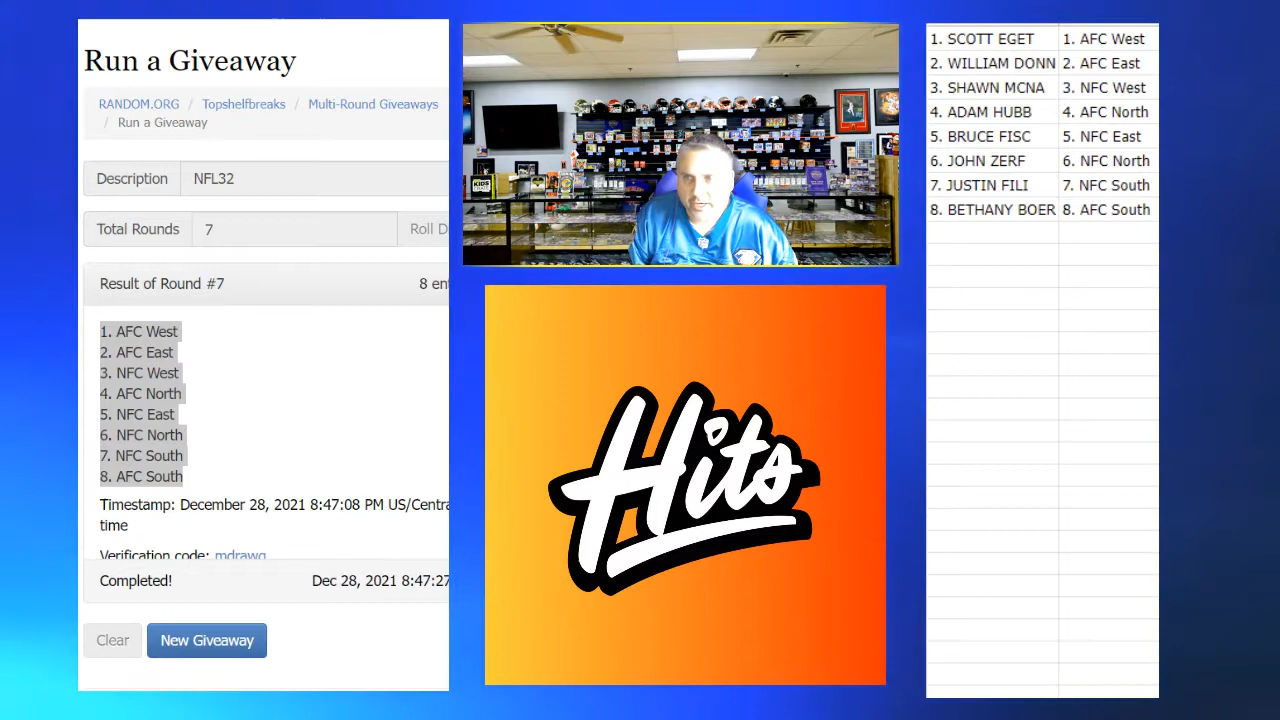 Run a Giveaway
RANDOM.ORG / Topshelfbreaks / Multi-Round Giveaways
/ Run a Giveaway
Description NFL32
Total Rounds 7 Roll D
Result of Round #7 8 ent
1. AFC West
2. AFC East
3. NFC West
4. AFC North
5. NFC East
6. NFC North
7. NFC South
8. AFC South
Timestamp: December 28, 2021 8:47:08 PM US/Centra
time
Verification code: mdrawq
Completed! Dec 28, 2021 8:47:27
Clear New Giveaway
KIDS
Hits
1. SCOTT EGET 1. AFC West
2. WILLIAM DONN 2. AFC East
3. SHAWN MCNA 3. NFC West
4. ADAM HUBB 4. AFC North
5. BRUCE FISC 5. NFC East
6. JOHN ZERF 6. NFC North
7. JUSTIN FILI 7. NFC South
8. BETHANY BOER 8. AFC South